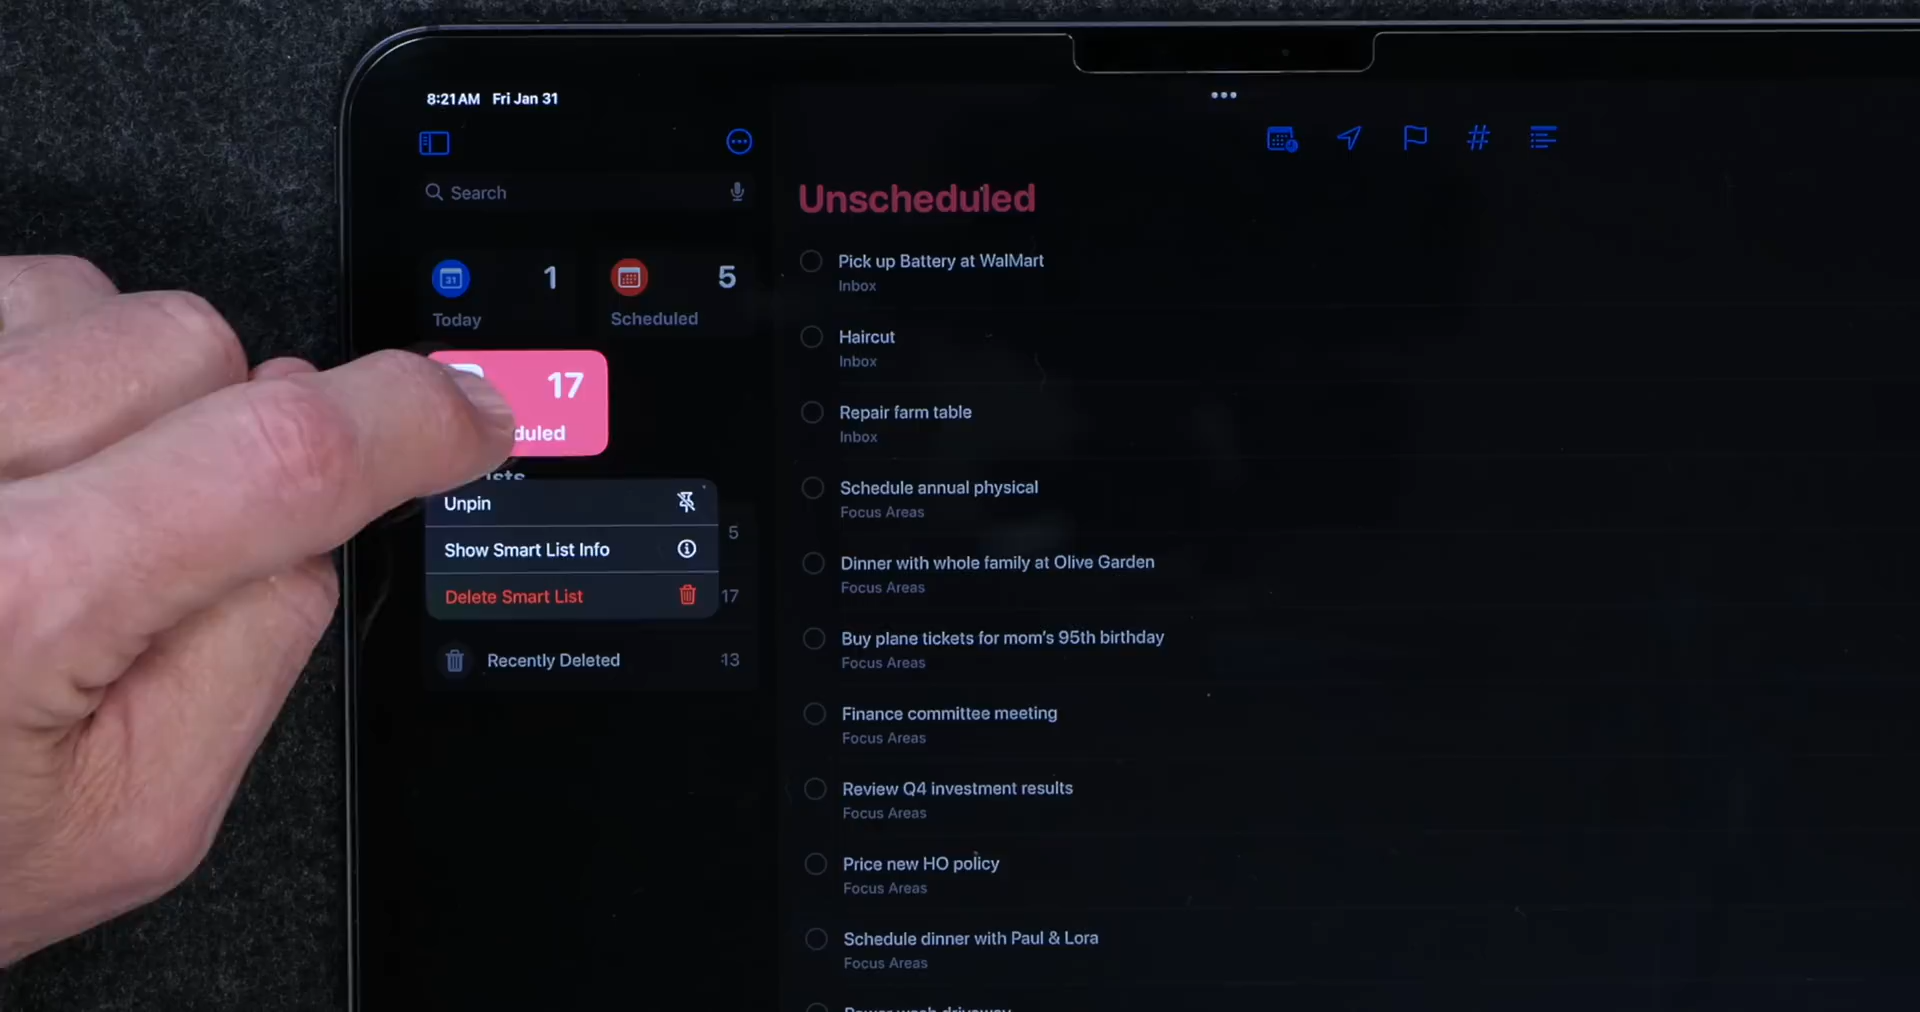 8:21AM Fri Jan 31
Search
31
1
Today
5
Scheduled
17
duled
Unpin
5
Show Smart List Info
Delete Smart List
17
Recently Deleted
13
#
Unscheduled
Pick up Battery at WalMart
Inbox
Haircut
Inbox
Repair farm table
Inbox
Schedule annual physical
Focus Areas
Dinner with whole family at Olive Garden
Focus Areas
Buy plane tickets for mom's 95th birthday
Focus Areas
Finance committee meeting
Focus Areas
Review Q4 investment results
Focus Areas
Price new HO policy
Focus Areas
Schedule dinner with Paul & Lora
Focus Areas